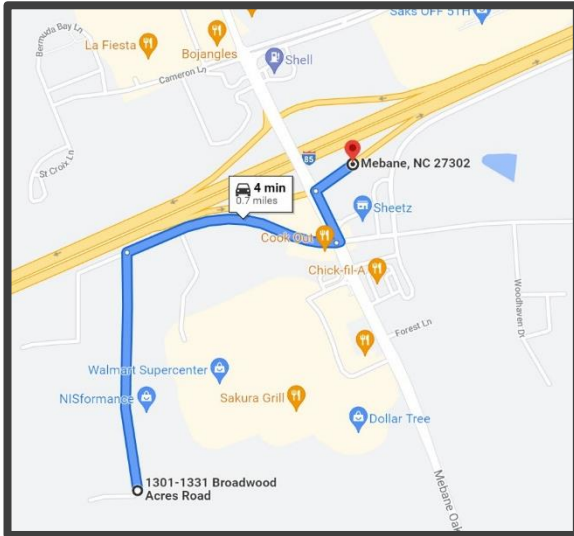 Saks OFF 5TH
Bermuda Bay Ln
La Fiesta
Bojangles
Shell
Cameron Ln
St Croix Ln
85
Mebane, NC 27302
4 min
0.7 miles
Sheetz
Cook Out
Chick-fil-A
Woodhaven Dr
Forest Ln
Walmart Supercenter
NISformance
Sakura Grill
Dollar Tree
1301-1331 Broadwood
Acres Road
Mebane Oak